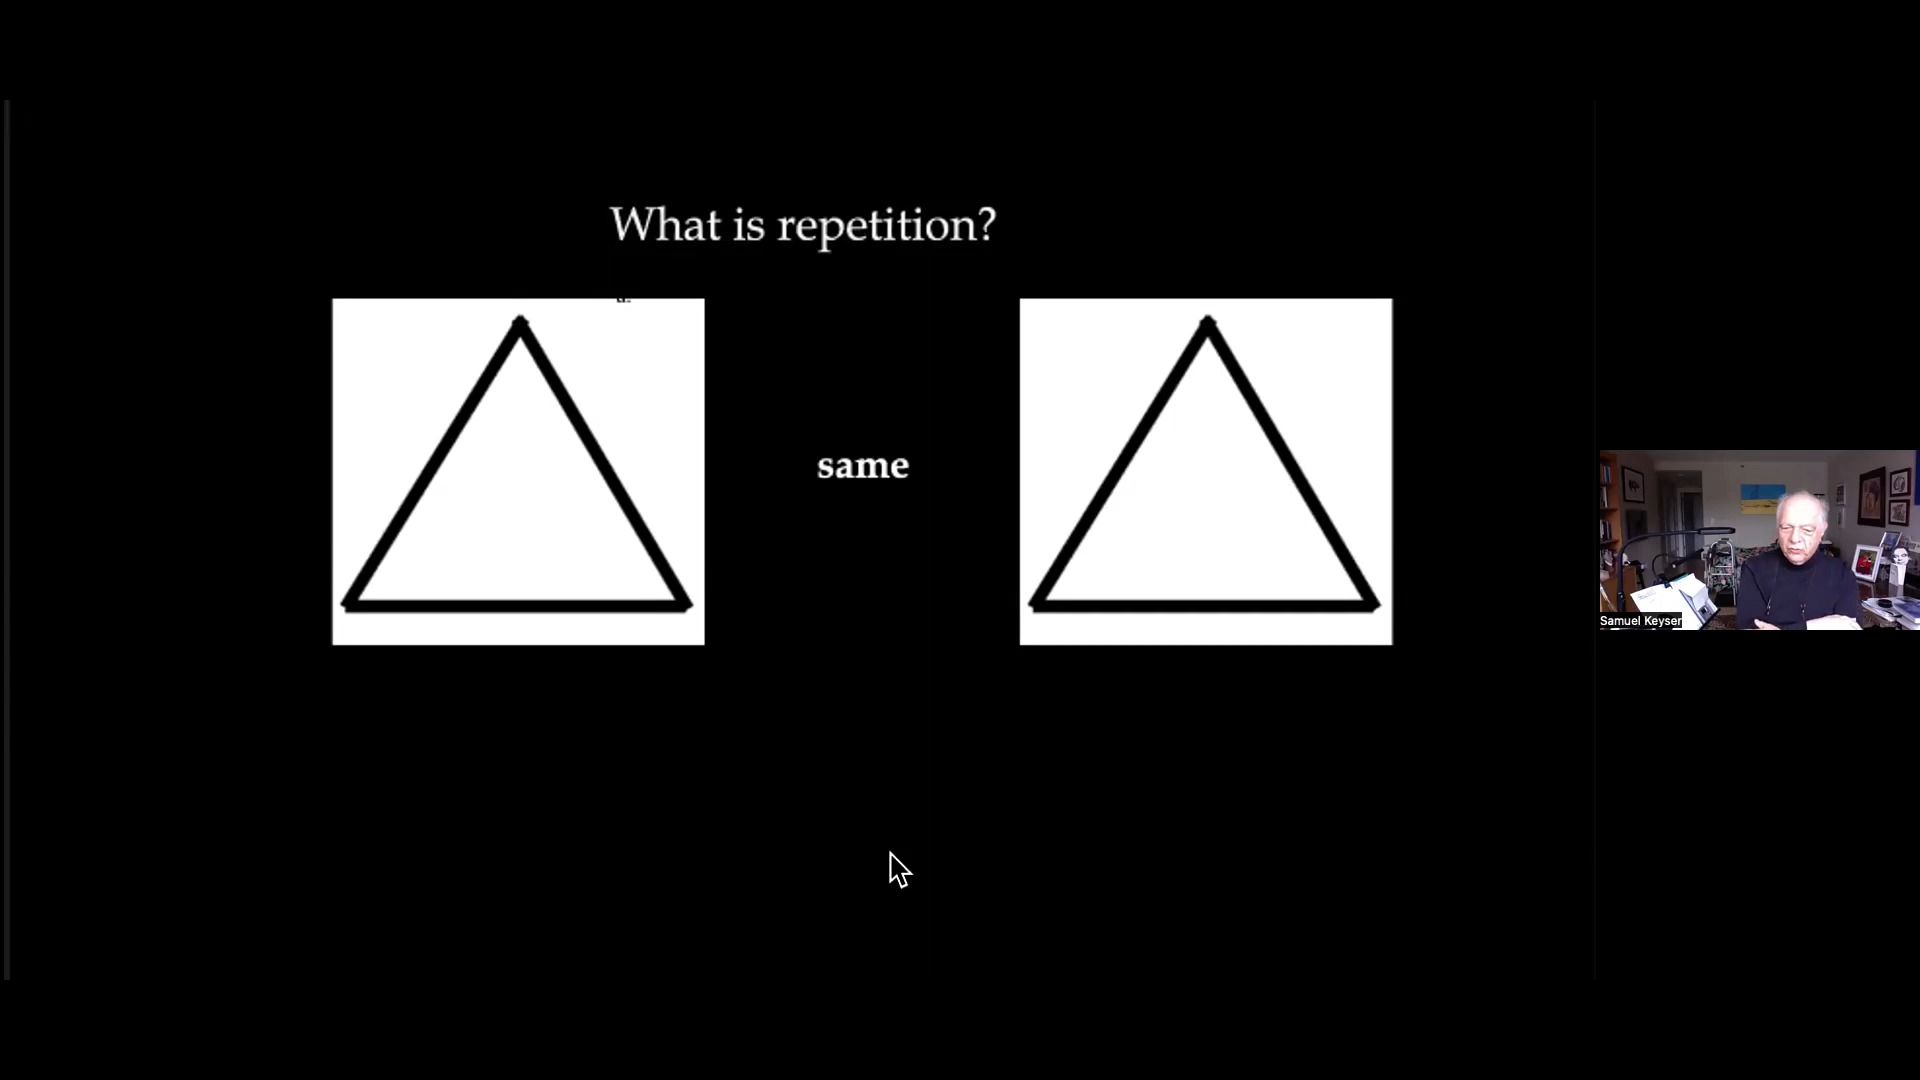 What is repetition?
same
Samuel Keyser